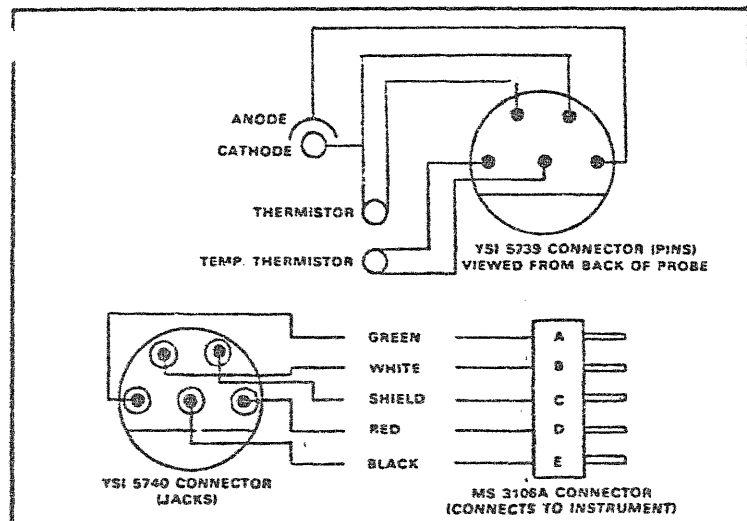 ANODE
CATHODE
THERMISTOR
TEMP. THERMISTOR
YSI 5739 CONNECTOR (PINS)
VIEWED FROM BACK OF PROBE
GREEN A
WHITE B
SHIELD C
RED D
BLACK E
YSI 5740 CONNECTOR
(JACKS)
MS 3106A CONNECTOR
(CONNECTS TO INSTRUMENT)